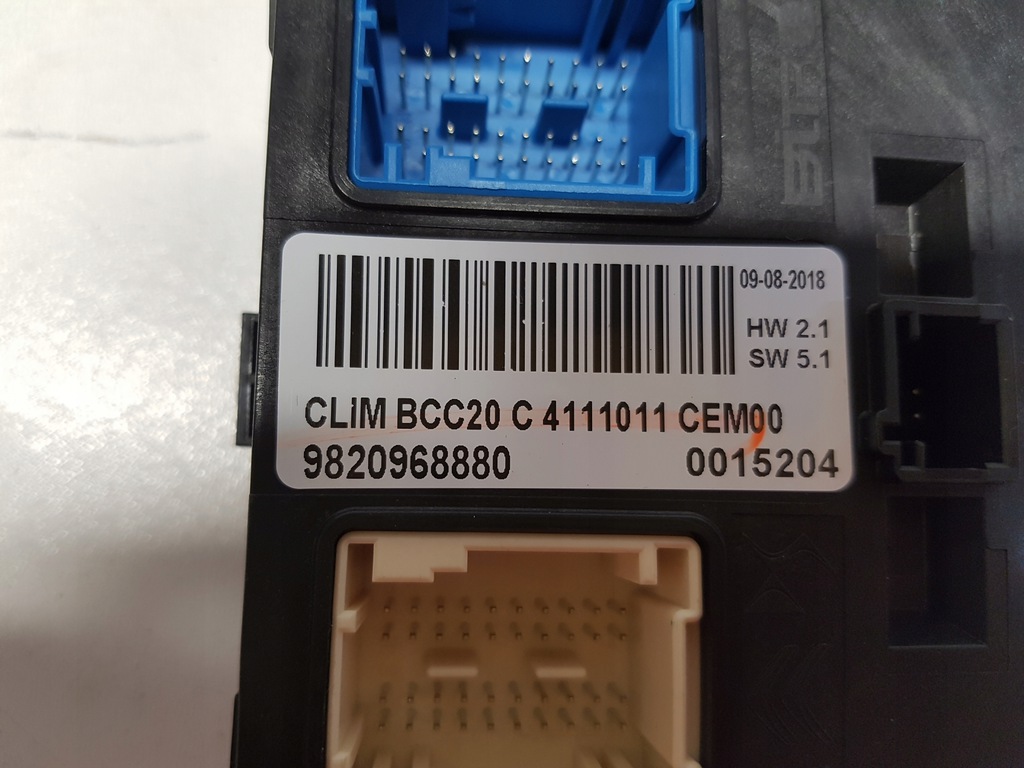 09-08-2018
HW 2.1
SW 5.1
CLiM BCC20 C 4111011 CEM00
9820968880 0015204